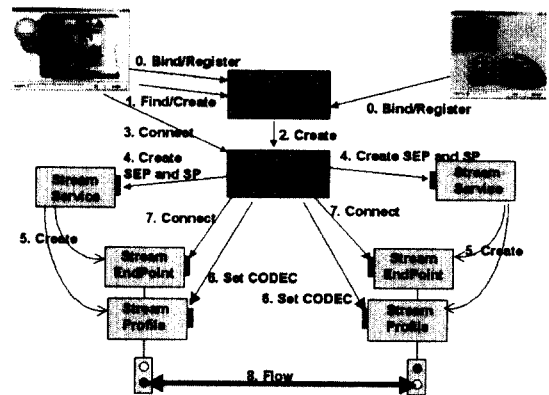 0. Bind/Register
1. Find/Create
0. Bind/Register
3. Connect
2. Create
4. Create
SEP and SP
4. Create SEP and SP
Stream
Service
Stream
Service
7. Connect
7. Connect
5. Create
5. Create
Stream
EndPoint
Stream
EndPoint
6. Set CODEC
6. Set CODEC
Stream
Profile
Stream
Profile
8. Flow